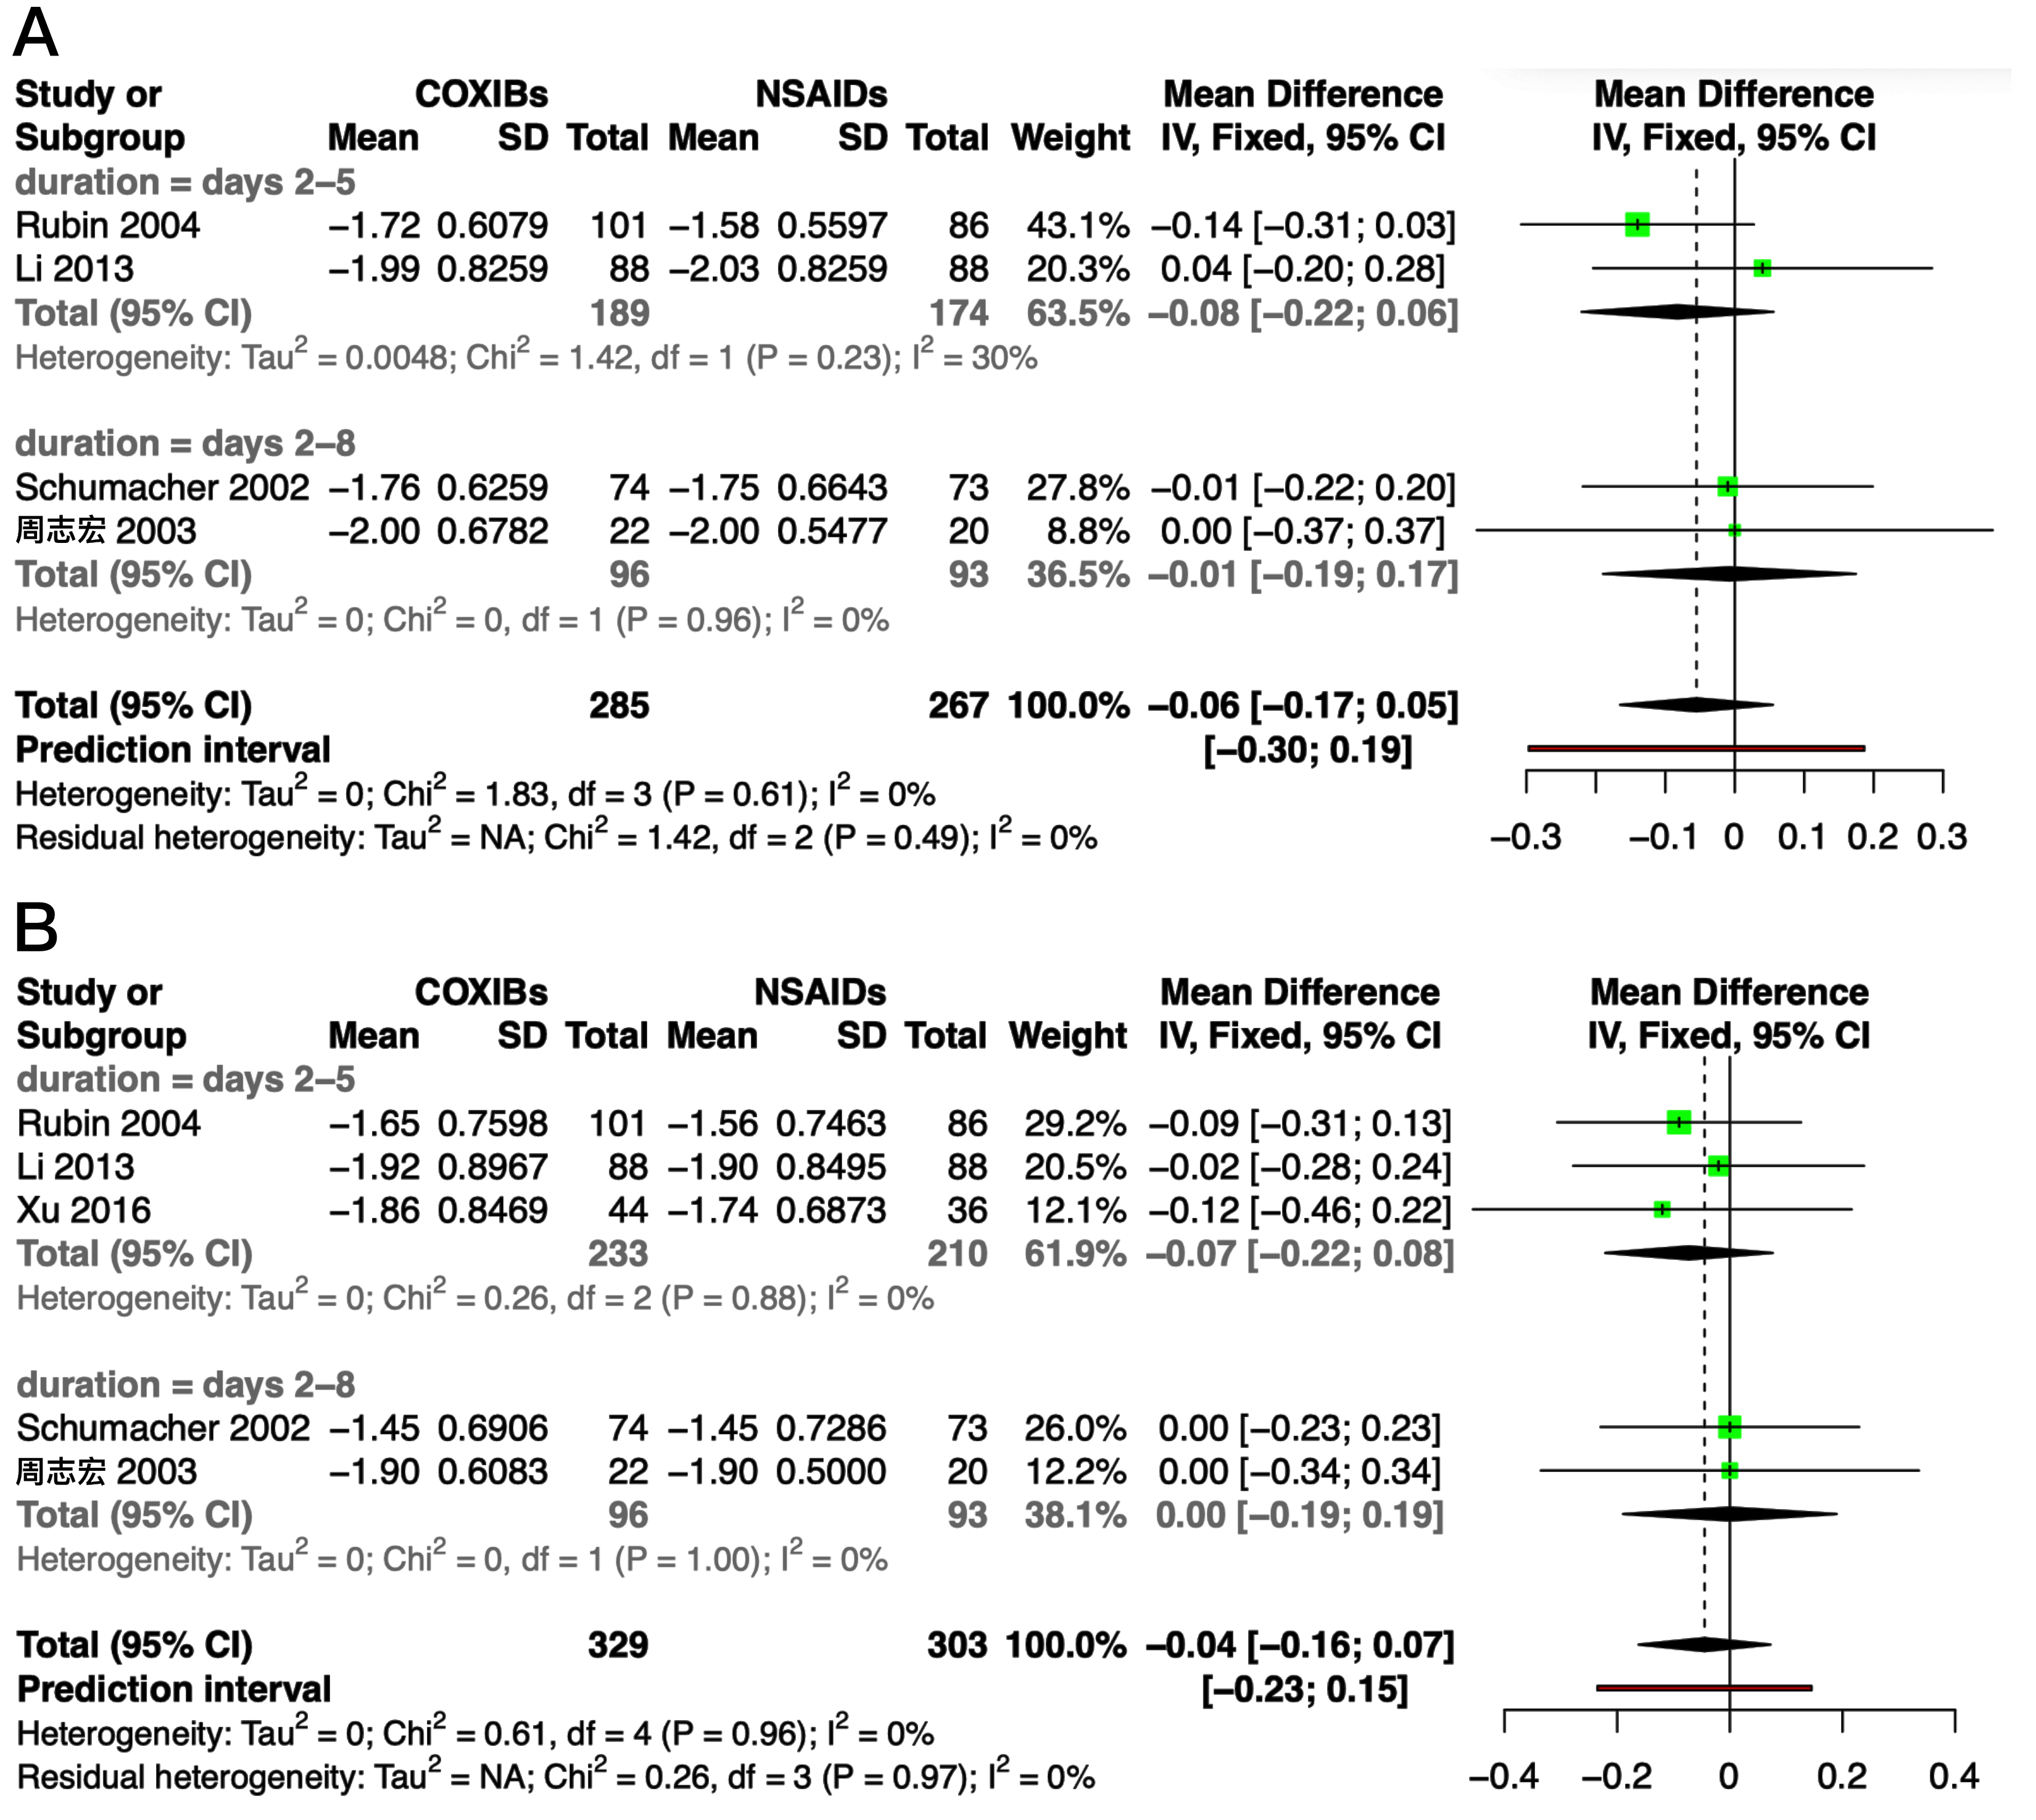 A
Study or COXIBs NSAIDs Mean Difference Mean Difference
Subgroup Mean SD Total Mean SD Total Weight IV, Fixed, 95% CI IV, Fixed, 95% CI
duration = days 2–5
Rubin 2004 −1.72 0.6079 101 −1.58 0.5597 86 43.1% −0.14 [−0.31; 0.03]
Li 2013 −1.99 0.8259 88 −2.03 0.8259 88 20.3% 0.04 [−0.20; 0.28]
Total (95% CI) 189 174 63.5% −0.08 [−0.22; 0.06]
Heterogeneity: Tau² = 0.0048; Chi² = 1.42, df = 1 (P = 0.23); I² = 30%
duration = days 2–8
Schumacher 2002 −1.76 0.6259 74 −1.75 0.6643 73 27.8% −0.01 [−0.22; 0.20]
周志宏 2003 −2.00 0.6782 22 −2.00 0.5477 20 8.8% 0.00 [−0.37; 0.37]
Total (95% CI) 96 93 36.5% −0.01 [−0.19; 0.17]
Heterogeneity: Tau² = 0; Chi² = 0, df = 1 (P = 0.96); I² = 0%
Total (95% CI) 285 267 100.0% −0.06 [−0.17; 0.05]
Prediction interval [−0.30; 0.19]
Heterogeneity: Tau² = 0; Chi² = 1.83, df = 3 (P = 0.61); I² = 0%
Residual heterogeneity: Tau² = NA; Chi² = 1.42, df = 2 (P = 0.49); I² = 0%
−0.3 −0.1 0 0.1 0.2 0.3
B
Study or COXIBs NSAIDs Mean Difference Mean Difference
Subgroup Mean SD Total Mean SD Total Weight IV, Fixed, 95% CI IV, Fixed, 95% CI
duration = days 2–5
Rubin 2004 −1.65 0.7598 101 −1.56 0.7463 86 29.2% −0.09 [−0.31; 0.13]
Li 2013 −1.92 0.8967 88 −1.90 0.8495 88 20.5% −0.02 [−0.28; 0.24]
Xu 2016 −1.86 0.8469 44 −1.74 0.6873 36 12.1% −0.12 [−0.46; 0.22]
Total (95% CI) 233 210 61.9% −0.07 [−0.22; 0.08]
Heterogeneity: Tau² = 0; Chi² = 0.26, df = 2 (P = 0.88); I² = 0%
duration = days 2–8
Schumacher 2002 −1.45 0.6906 74 −1.45 0.7286 73 26.0% 0.00 [−0.23; 0.23]
周志宏 2003 −1.90 0.6083 22 −1.90 0.5000 20 12.2% 0.00 [−0.34; 0.34]
Total (95% CI) 96 93 38.1% 0.00 [−0.19; 0.19]
Heterogeneity: Tau² = 0; Chi² = 0, df = 1 (P = 1.00); I² = 0%
Total (95% CI) 329 303 100.0% −0.04 [−0.16; 0.07]
Prediction interval [−0.23; 0.15]
Heterogeneity: Tau² = 0; Chi² = 0.61, df = 4 (P = 0.96); I² = 0%
Residual heterogeneity: Tau² = NA; Chi² = 0.26, df = 3 (P = 0.97); I² = 0%
−0.4 −0.2 0 0.2 0.4